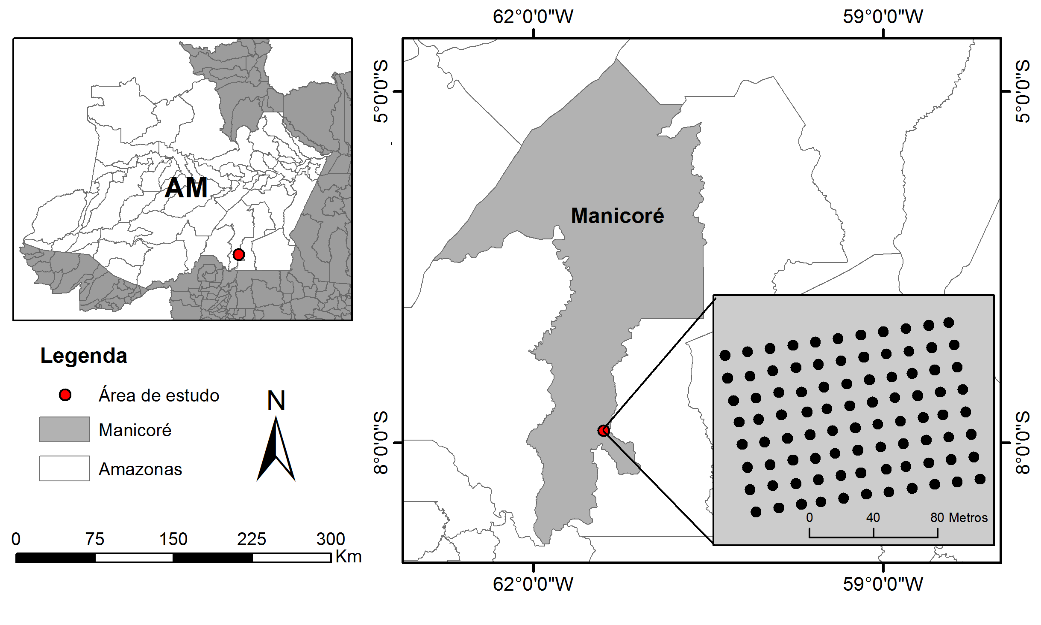 62°0'0"W 59°0'0"W
5°0'0"S 5°0'0"S
AM
Manicoré
Legenda
Área de estudo
Manicoré
Amazonas
N
8°0'0"S 8°0'0"S
0 40 80 Metros
0 75 150 225 300 Km
62°0'0"W 59°0'0"W